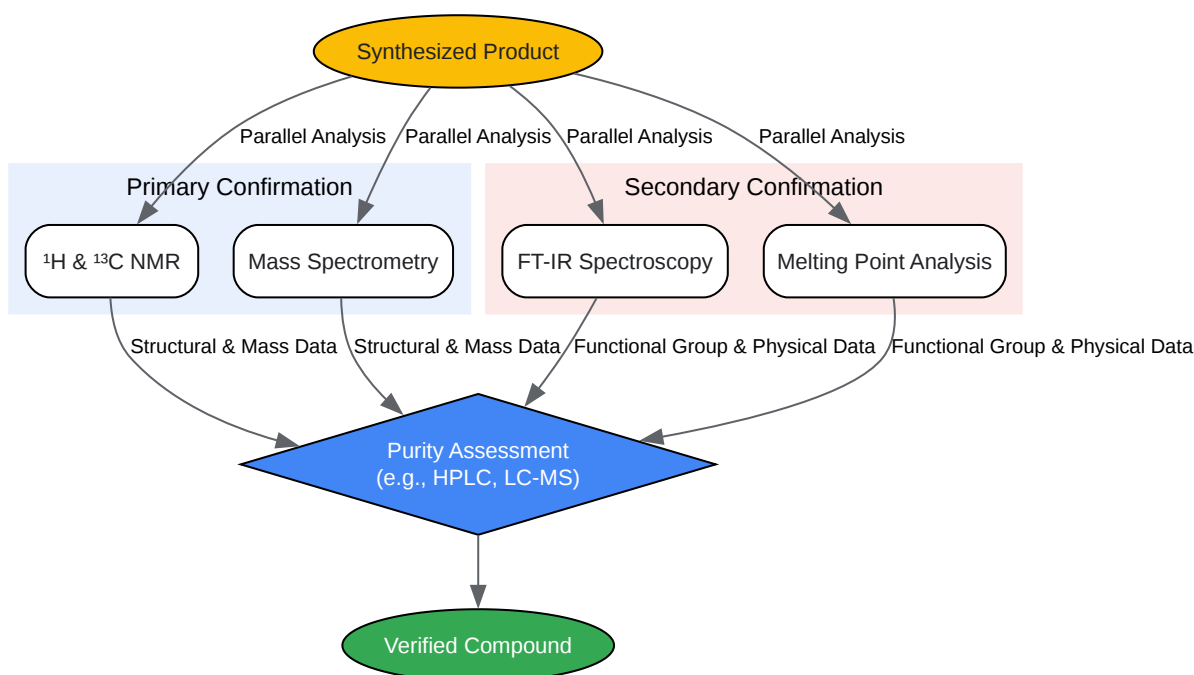 Synthesized Product
Parallel Analysis
Parallel Analysis
Parallel Analysis
Parallel Analysis
Primary Confirmation
Secondary Confirmation
¹H & ¹³C NMR
Mass Spectrometry
FT-IR Spectroscopy
Melting Point Analysis
Structural & Mass Data
Structural & Mass Data
Functional Group & Physical Data
Functional Group & Physical Data
Purity Assessment
(e.g., HPLC, LC-MS)
Verified Compound